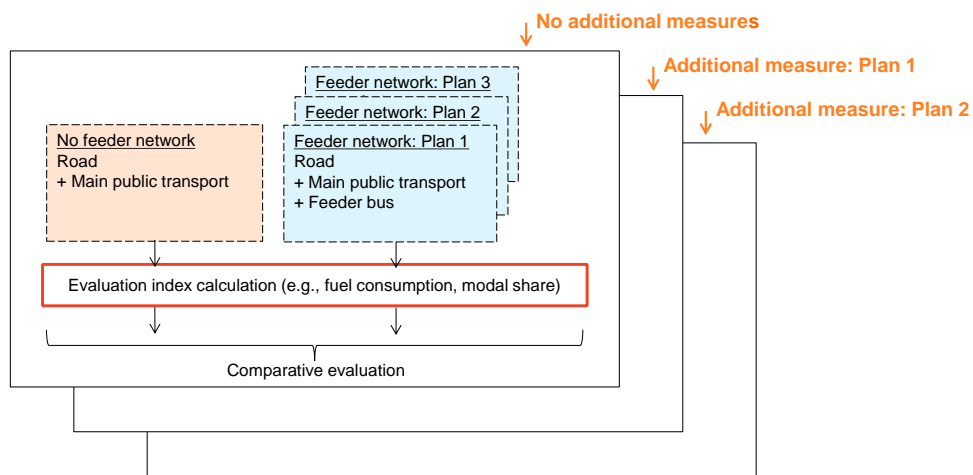 No additional measures
Additional measure: Plan 1
Additional measure: Plan 2
Feeder network: Plan 3
Feeder network: Plan 2
No feeder network
Road
+ Main public transport
Feeder network: Plan 1
Road
+ Main public transport
+ Feeder bus
Evaluation index calculation (e.g., fuel consumption, modal share)
Comparative evaluation